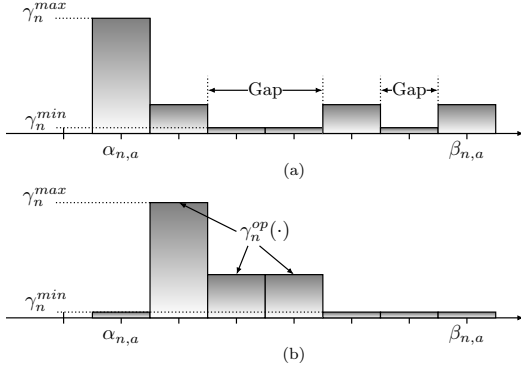 γ_n^{max}
Gap Gap
γ_n^{min}
α_{n,a} β_{n,a}
(a)
γ_n^{max}
γ_n^{op}(·)
γ_n^{min}
α_{n,a} β_{n,a}
(b)